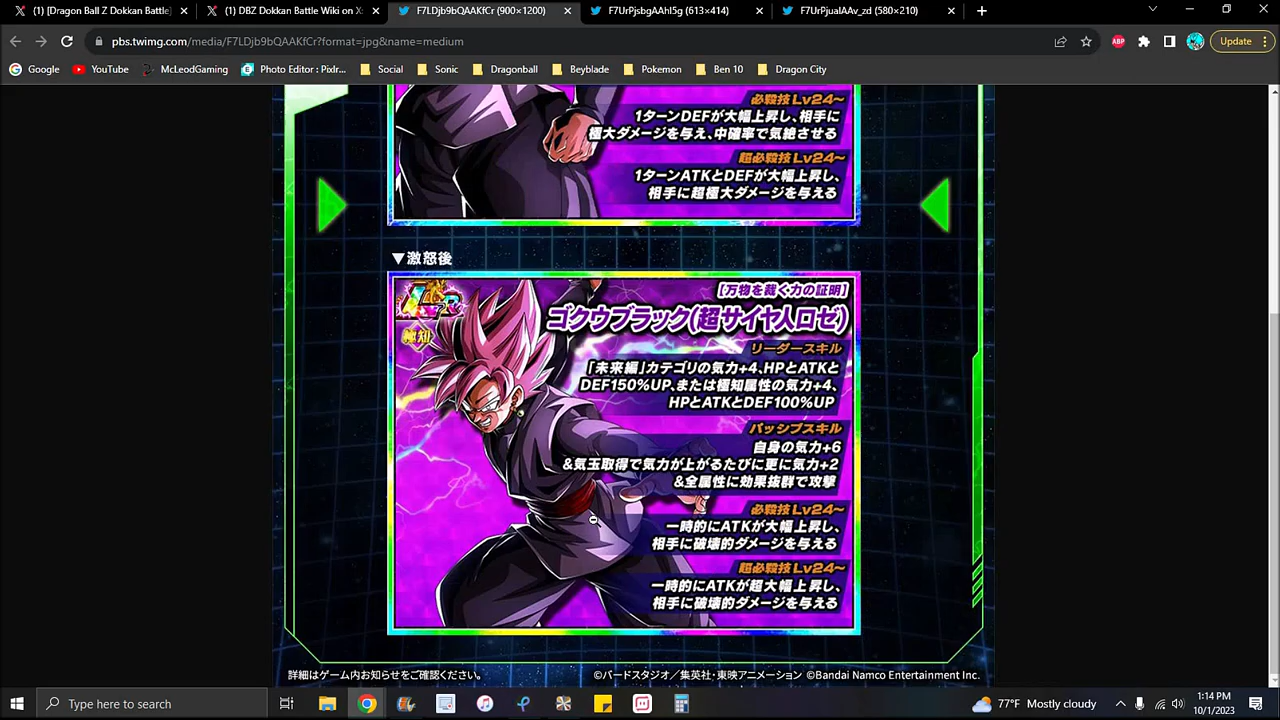 (1) [Dragon Ball Z Dokkan Battle]
(1) DBZ Dokkan Battle Wiki on X
F7LDjb9bQAAKfCr (900×1200)
F7UrPjsbgAAhI5g (613×414)
F7UrPjuaIAAv_zd (580×210)
pbs.twimg.com/media/F7LDjb9bQAAKfCr?format=jpg&name=medium
ABP
Update
Google
YouTube
McLeodGaming
Photo Editor : Pixlr...
Social
Sonic
Dragonball
Beyblade
Pokemon
Ben 10
Dragon City
必殺技Lv24~
1ターンDEFが大幅上昇し、相手に
極大ダメージを与え、中確率で気絶させる
超必殺技Lv24~
1ターンATKとDEFが大幅上昇し、
相手に超極大ダメージを与える
▼激怒後
LR
極知
[万物を裁く力の証明]
ゴクウブラック(超サイヤ人ロゼ)
リーダースキル
「未来編」カテゴリの気力+4、HPとATKと
DEF150%UP、または極知属性の気力+4、
HPとATKとDEF100%UP
パッシブスキル
自身の気力+6
&気玉取得で気力が上がるたびに更に気力+2
&全属性に効果抜群で攻撃
必殺技Lv24~
一時的にATKが大幅上昇し、
相手に破壊的ダメージを与える
超必殺技Lv24~
一時的にATKが超大幅上昇し、
相手に破壊的ダメージを与える
詳細はゲーム内お知らせをご確認ください。
©バードスタジオ／集英社・東映アニメーション ©Bandai Namco Entertainment Inc.
Type here to search
77°F Mostly cloudy
1:14 PM
10/1/2023